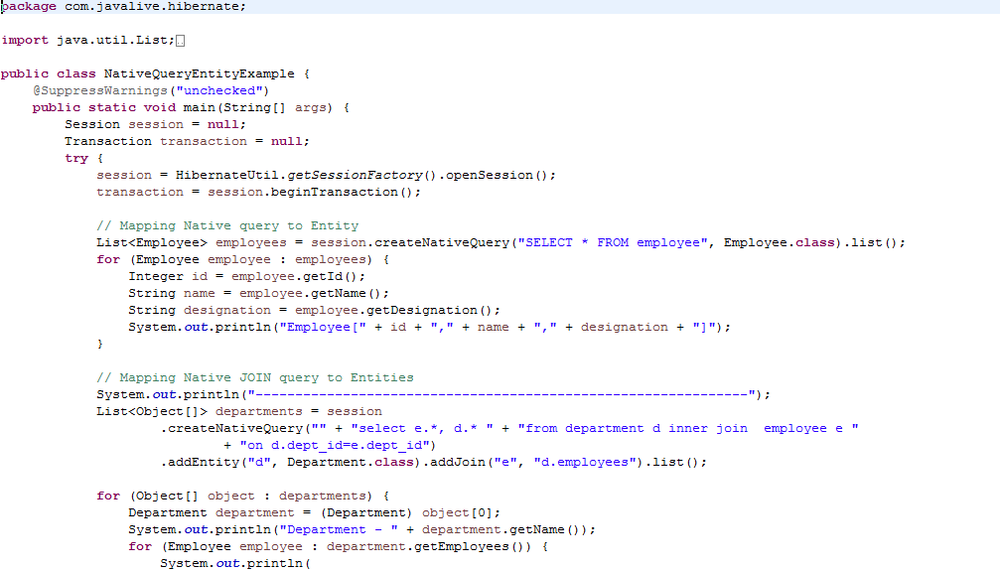 package com.javalive.hibernate;
import java.util.List;
public class NativeQueryEntityExample {
@SuppressWarnings("unchecked")
public static void main(String[] args) {
Session session = null;
Transaction transaction = null;
try {
session = HibernateUtil.getSessionFactory().openSession();
transaction = session.beginTransaction();
// Mapping Native query to Entity
List<Employee> employees = session.createNativeQuery("SELECT * FROM employee", Employee.class).list();
for (Employee employee : employees) {
Integer id = employee.getId();
String name = employee.getName();
String designation = employee.getDesignation();
System.out.println("Employee[" + id + "," + name + "," + designation + "]");
}
// Mapping Native JOIN query to Entities
System.out.println("--------------------------------------------------------------");
List<Object[]> departments = session
.createNativeQuery("" + "select e.*, d.* " + "from department d inner join  employee e "
+ "on d.dept_id=e.dept_id")
.addEntity("d", Department.class).addJoin("e", "d.employees").list();
for (Object[] object : departments) {
Department department = (Department) object[0];
System.out.println("Department - " + department.getName());
for (Employee employee : department.getEmployees()) {
System.out.println(